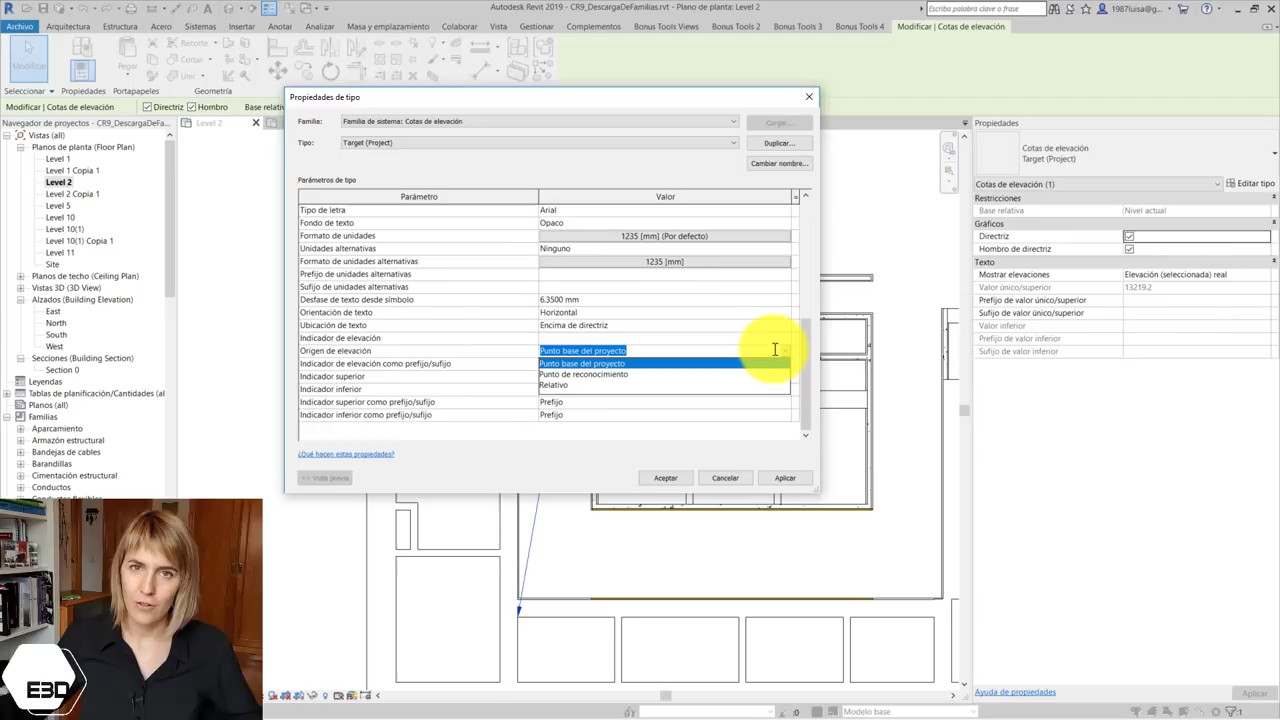 Autodesk Revit 2019 - CR9_DescargaDeFamilias.rvt - Plano de planta: Level 2
Escriba palabra clave o frase
1987luisa@g...
Archivo Arquitectura Estructura Acero Sistemas Insertar Anotar Analizar Masa y emplazamiento Colaborar Vista Gestionar Complementos Bonus Tools Views Bonus Tools 2 Bonus Tools 3 Bonus Tools 4 Modificar | Cotas de elevación
Modificar
Pegar
Recorte
Cortar
Unir
Seleccionar Propiedades Portapapeles Geometría
Modificar | Cotas de elevación Directriz Hombro Base relativ
Navegador de proyectos - CR9_DescargaDeFa...
Level 2
Vistas (all)
Planos de planta (Floor Plan)
Level 1
Level 1 Copia 1
Level 2
Level 2 Copia 1
Level 5
Level 10
Level 10(1)
Level 10(1) Copia 1
Level 11
Site
Planos de techo (Ceiling Plan)
Vistas 3D (3D View)
Alzados (Building Elevation)
East
North
South
West
Secciones (Building Section)
Section 0
Leyendas
Tablas de planificación/Cantidades (al
Planos (all)
Familias
Aparcamiento
Armazón estructural
Bandejas de cables
Barandillas
Cimentación estructural
Conductos
Conductos flexibles
Propiedades de tipo
Familia: Familia de sistema: Cotas de elevación Cargar...
Tipo: Target (Project) Duplicar...
Cambiar nombre...
Parámetros de tipo
Parámetro Valor =
Tipo de letra Arial
Fondo de texto Opaco
Formato de unidades 1235 [mm] (Por defecto)
Unidades alternativas Ninguno
Formato de unidades alternativas 1235 [mm]
Prefijo de unidades alternativas
Sufijo de unidades alternativas
Desfase de texto desde símbolo 6.3500 mm
Orientación de texto Horizontal
Ubicación de texto Encima de directriz
Indicador de elevación
Origen de elevación Punto base del proyecto
Indicador de elevación como prefijo/sufijo Punto base del proyecto
Punto de reconocimiento
Indicador superior
Relativo
Indicador inferior
Indicador superior como prefijo/sufijo Prefijo
Indicador inferior como prefijo/sufijo Prefijo
¿Qué hacen estas propiedades?
<< Vista previa Aceptar Cancelar Aplicar
Propiedades
Cotas de elevación
Target (Project)
Cotas de elevación (1) Editar tipo
Restricciones
Base relativa Nivel actual
Gráficos
Directriz
Hombro de directriz
Texto
Mostrar elevaciones Elevación (seleccionada) real
Valor único/superior 13219.2
Prefijo de valor único/superior
Sufijo de valor único/superior
Valor inferior
Prefijo de valor inferior
Sufijo de valor inferior
Ayuda de propiedades Aplicar
:0 Modelo base :1
EBD